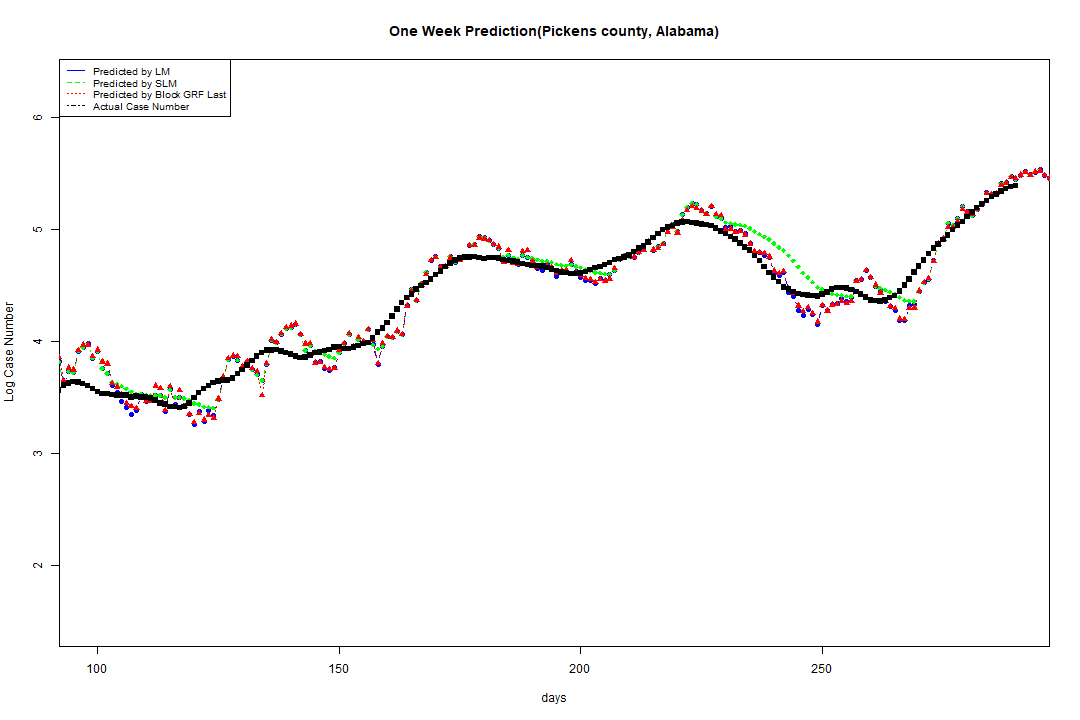 One Week Prediction(Pickens county, Alabama)
Predicted by LM
Predicted by SLM
Predicted by Block GRF Last
Actual Case Number
6
5
4
3
2
Log Case Number
100 150 200 250
days